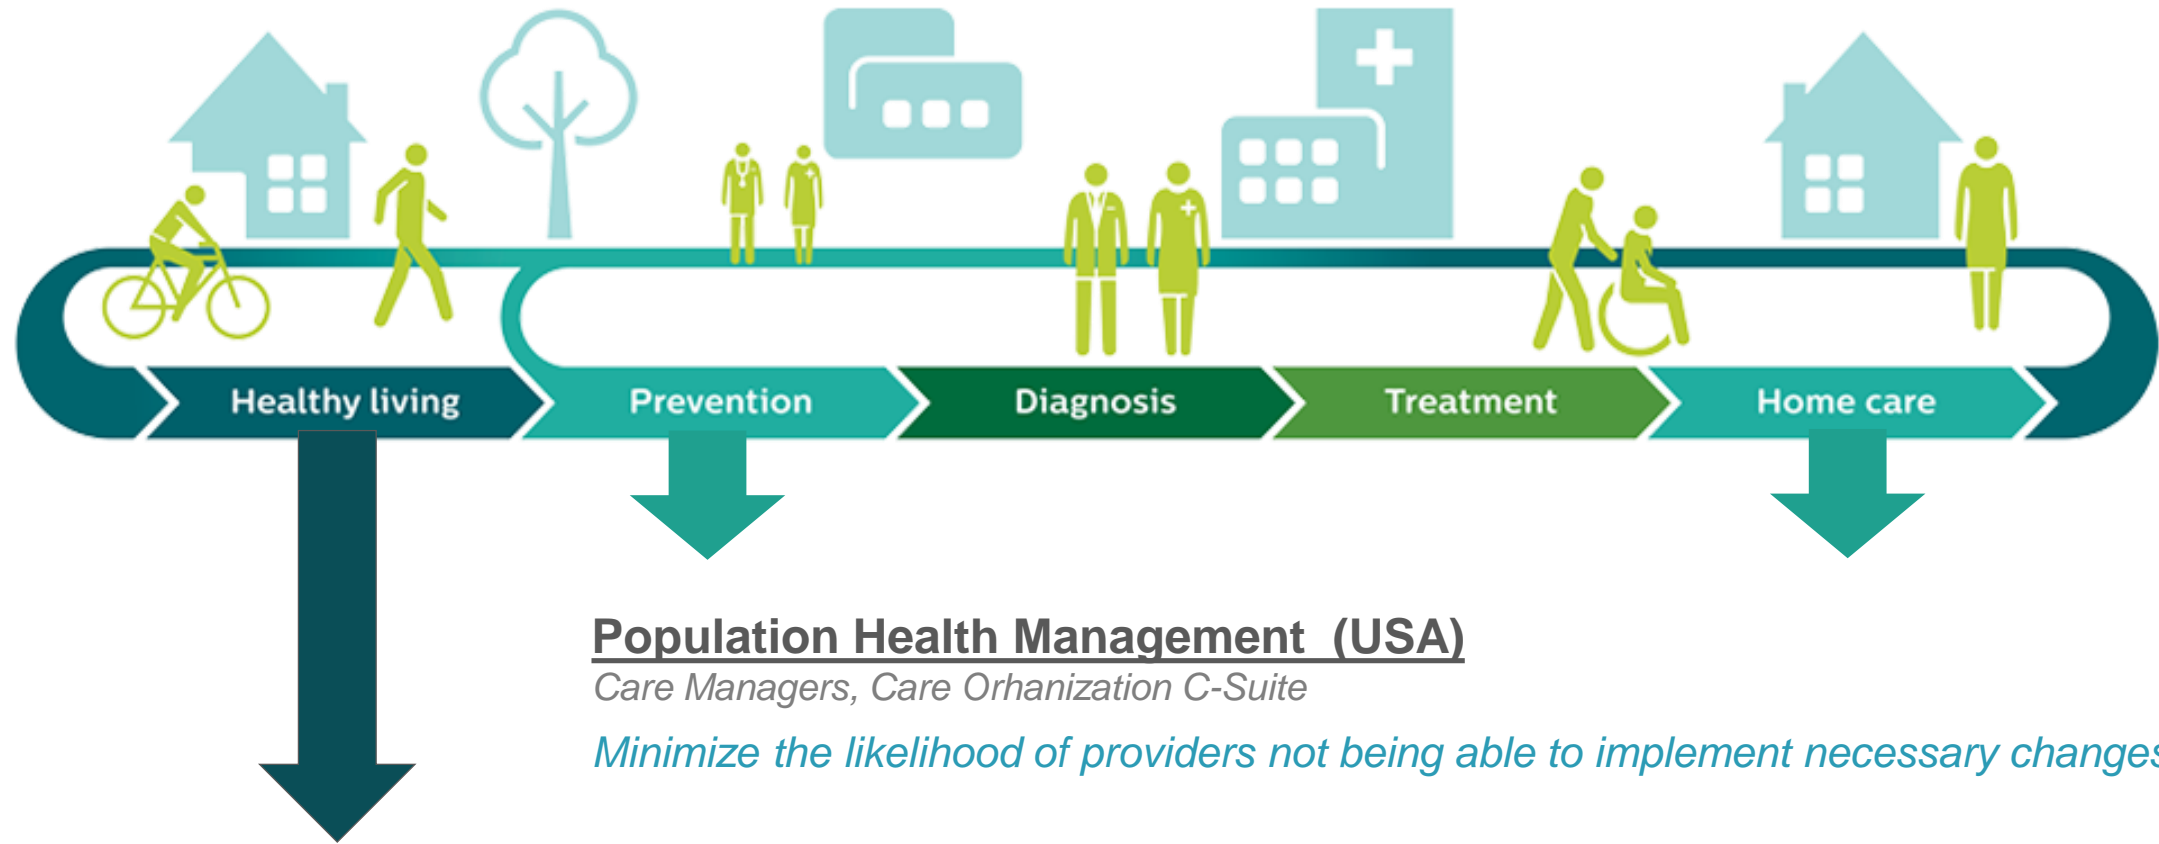 Healthy living
Prevention
Diagnosis
Treatment
Home care
Population Health Management  (USA)
Care Managers, Care Orhanization C-Suite
Minimize the likelihood of providers not being able to implement necessary changes